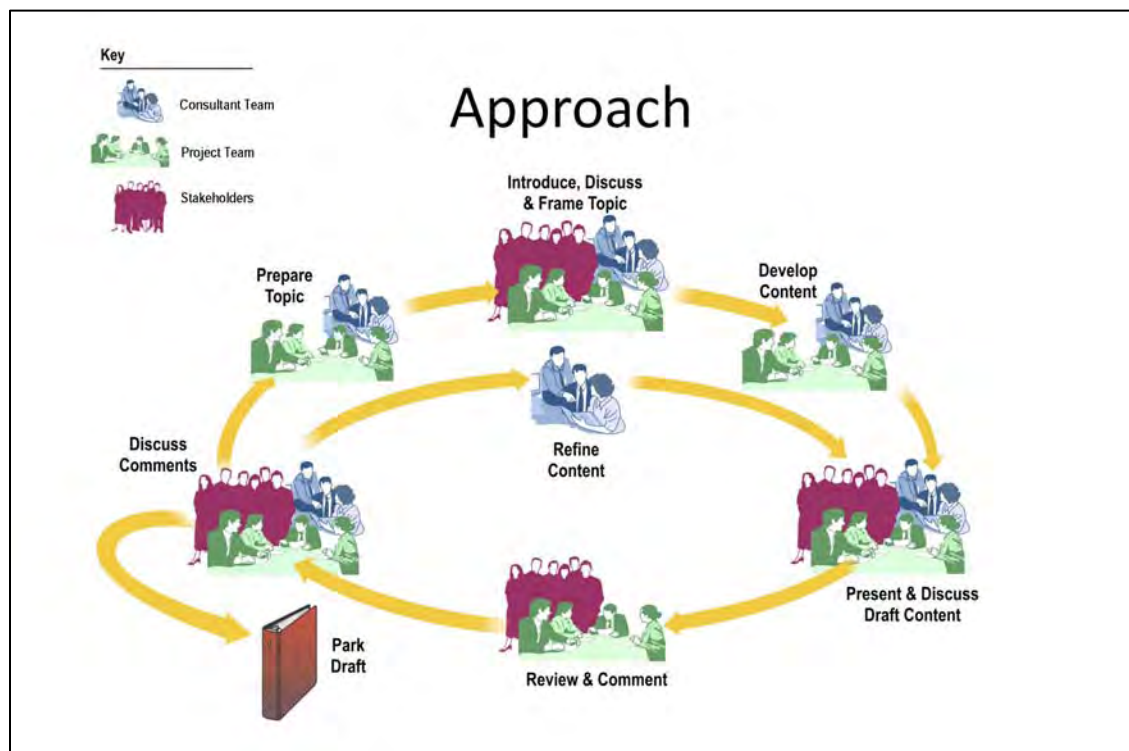 Key
Consultant Team
Project Team
Stakeholders
Approach
Introduce, Discuss
& Frame Topic
Prepare
Topic
Develop
Content
Discuss
Comments
Refine
Content
Present & Discuss
Draft Content
Park
Draft
Review & Comment